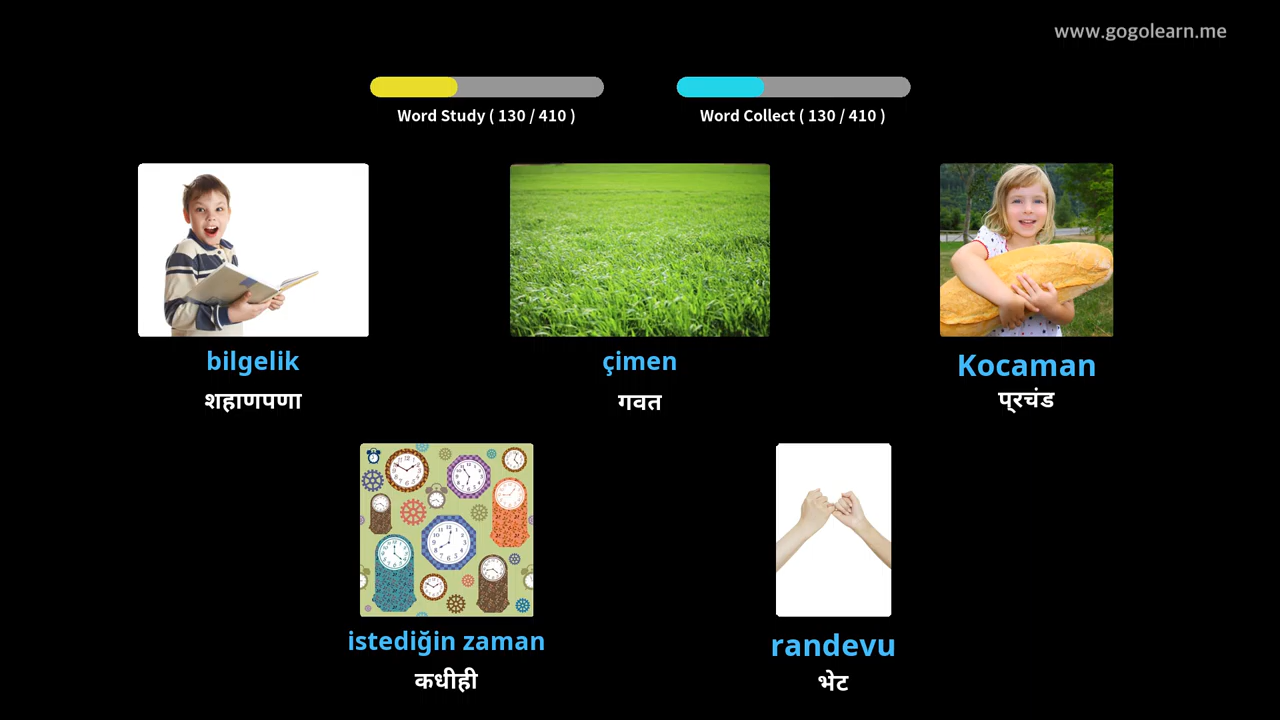 www.gogolearn.me
Word Study ( 130 / 410 )
Word Collect ( 130 / 410 )
bilgelik
शहाणपणा
çimen
गवत
Kocaman
प्रचंड
istediğin zaman
कधीही
randevu
भेट